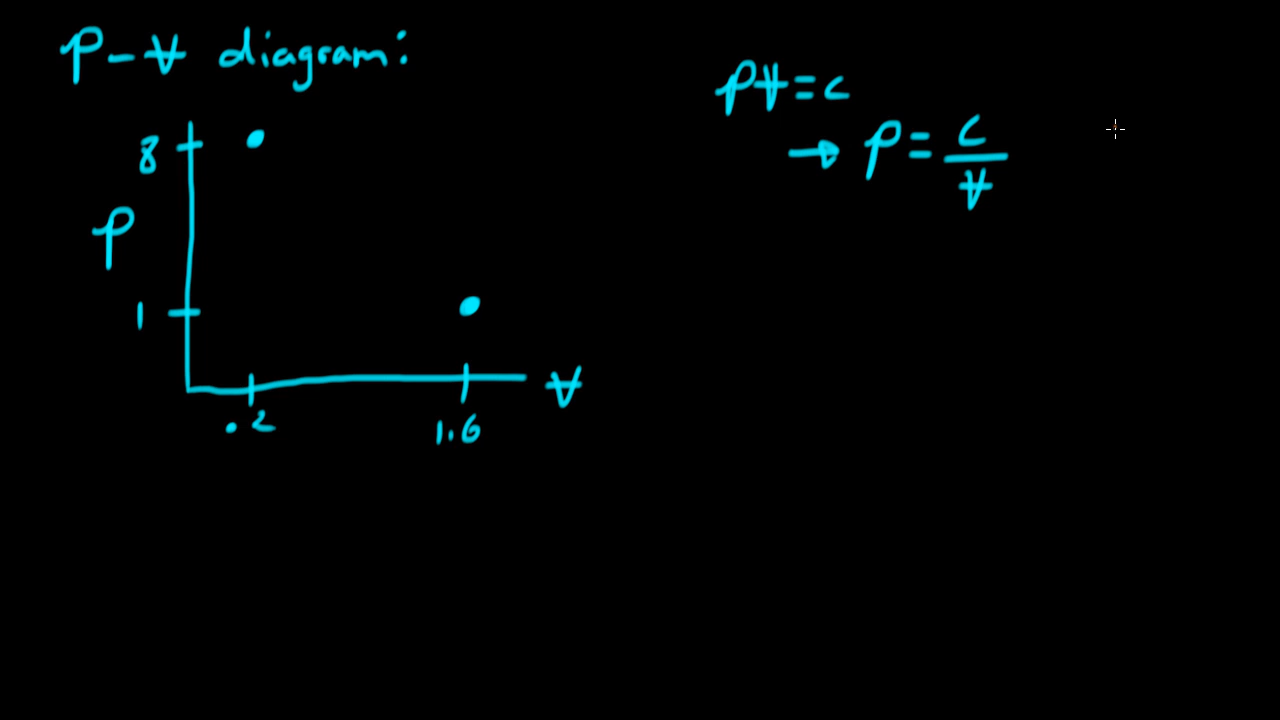 P-V diagram:
pV = c
→ p = c/V
8
p
1
V
.2
1.6